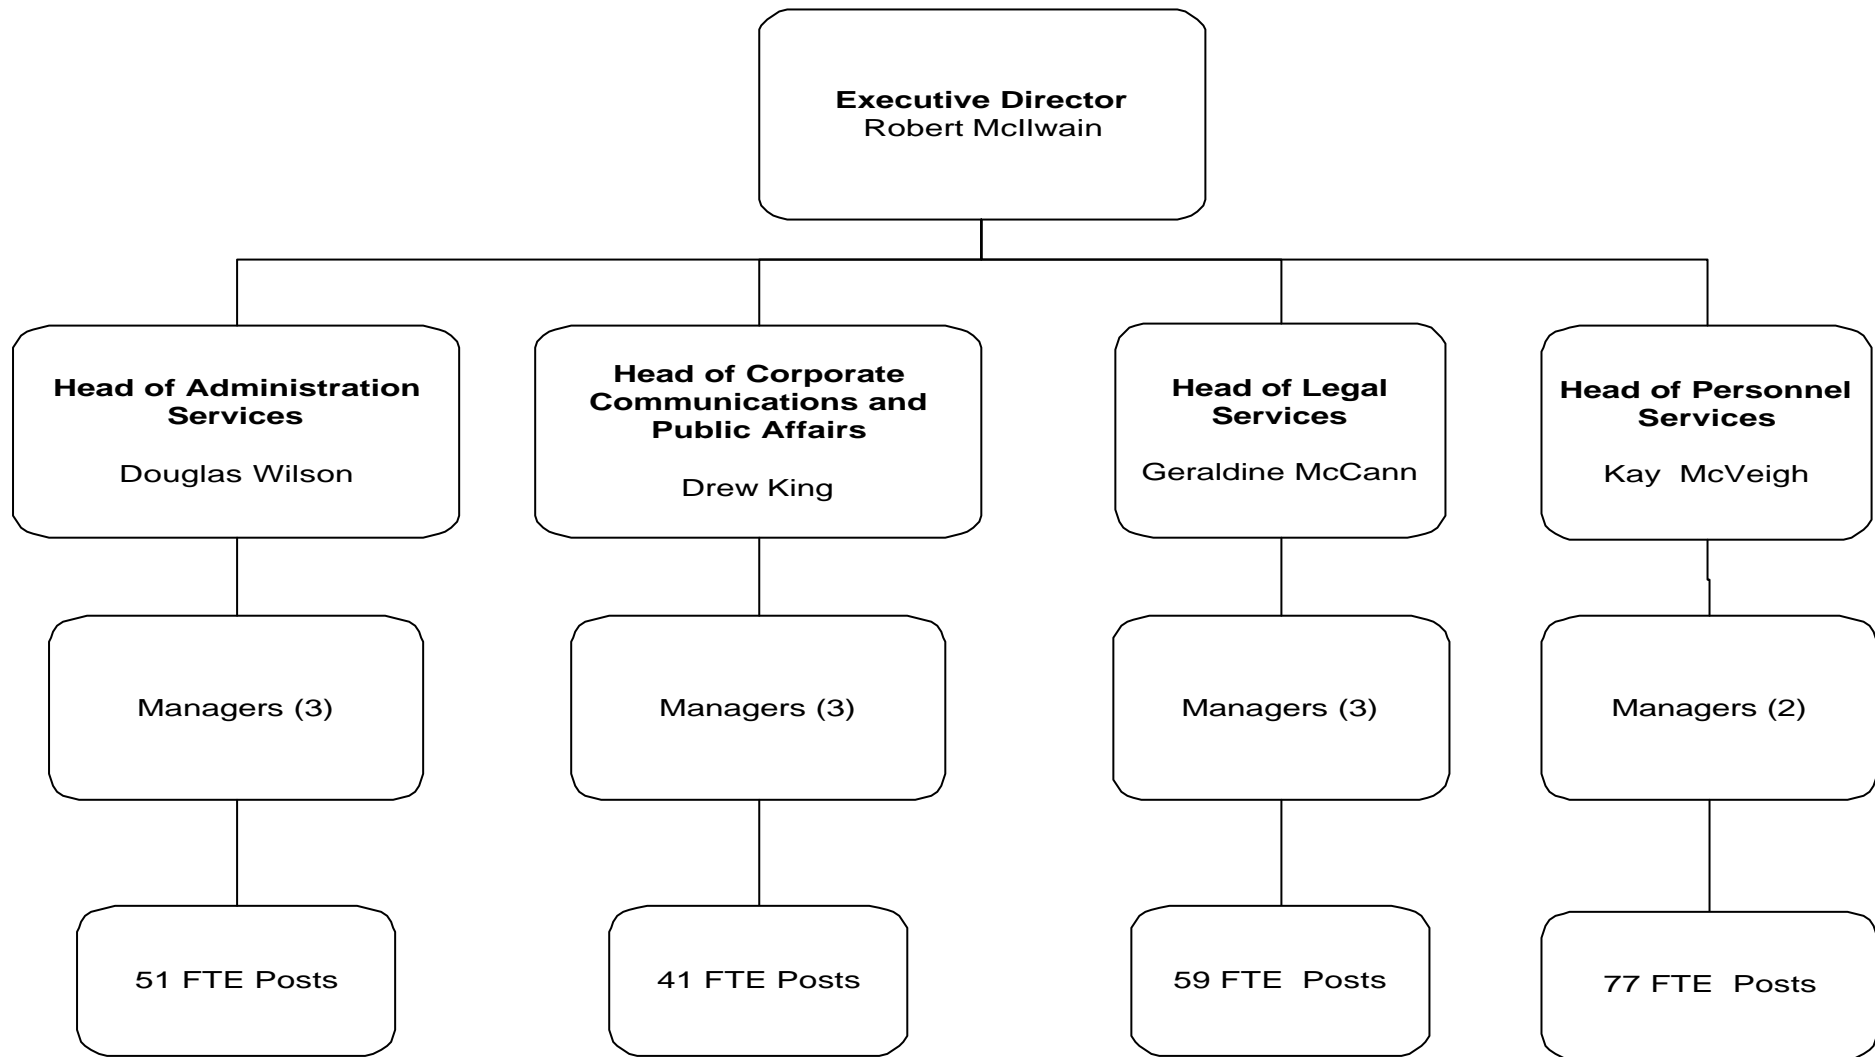 Executive Director
Robert McIlwain
Head of Administration
Services
Douglas Wilson
Head of Corporate
Communications and
Public Affairs
Drew King
Head of Legal
Services
Geraldine McCann
Head of Personnel
Services
Kay  McVeigh
Managers (3)
Managers (3)
Managers (3)
Managers (2)
51 FTE Posts
41 FTE Posts
59 FTE  Posts
77 FTE  Posts